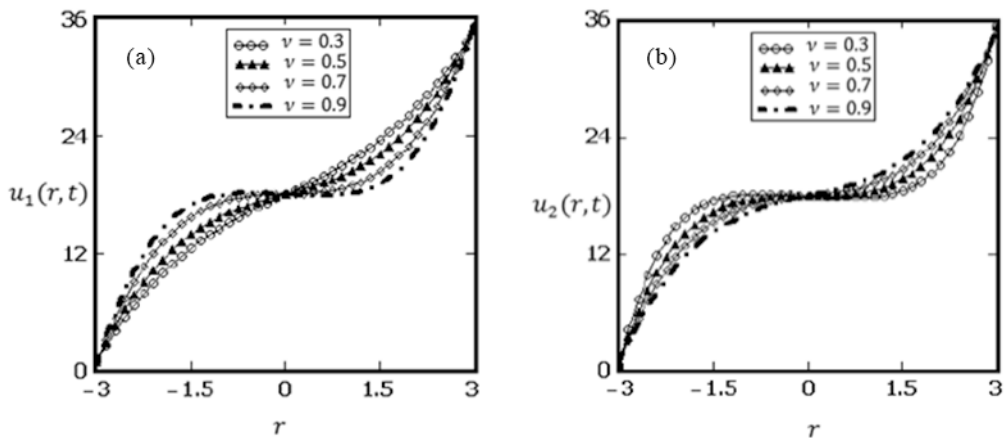 36
(a)
ν = 0.3
ν = 0.5
ν = 0.7
ν = 0.9
24
u₁(r,t)
12
0
−3 −1.5 0 1.5 3
r
36
(b)
ν = 0.3
ν = 0.5
ν = 0.7
ν = 0.9
24
u₂(r,t)
12
0
−3 −1.5 0 1.5 3
r